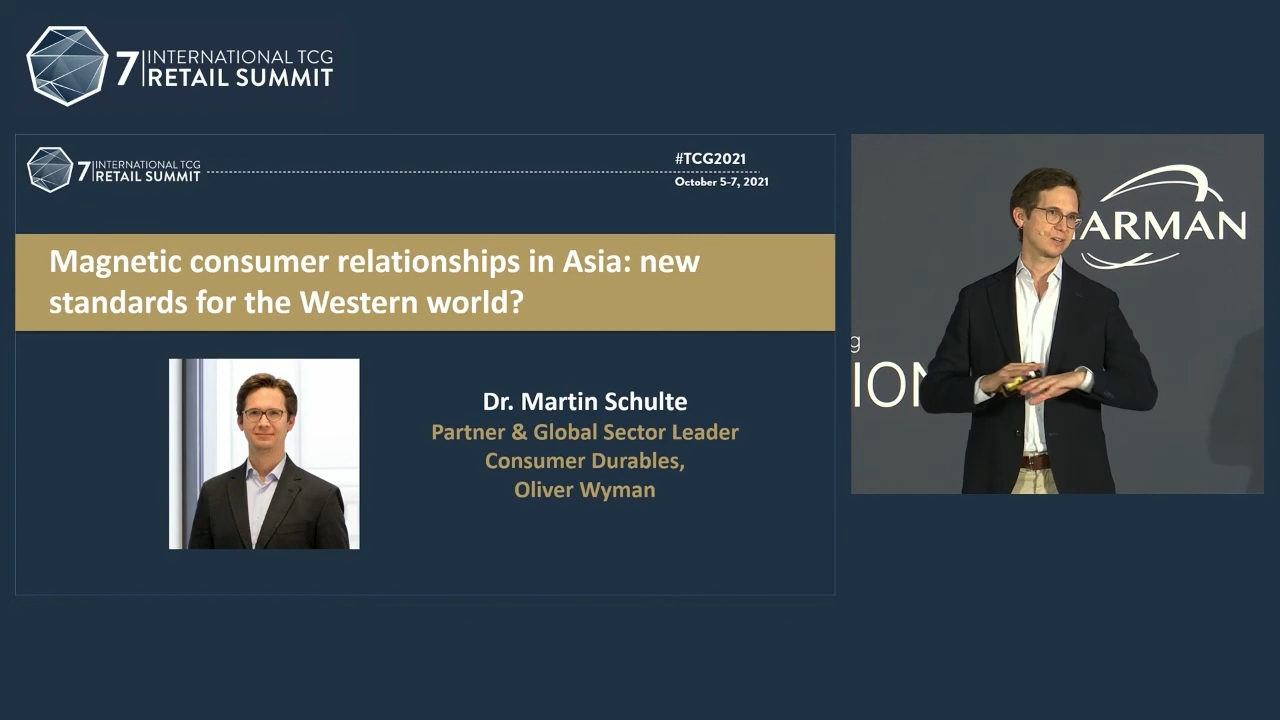 7 INTERNATIONAL TCG
RETAIL SUMMIT
7 INTERNATIONAL TCG
RETAIL SUMMIT
#TCG2021
October 5-7, 2021
Magnetic consumer relationships in Asia: new
standards for the Western world?
Dr. Martin Schulte
Partner & Global Sector Leader
Consumer Durables,
Oliver Wyman
ARMAN
g
ION